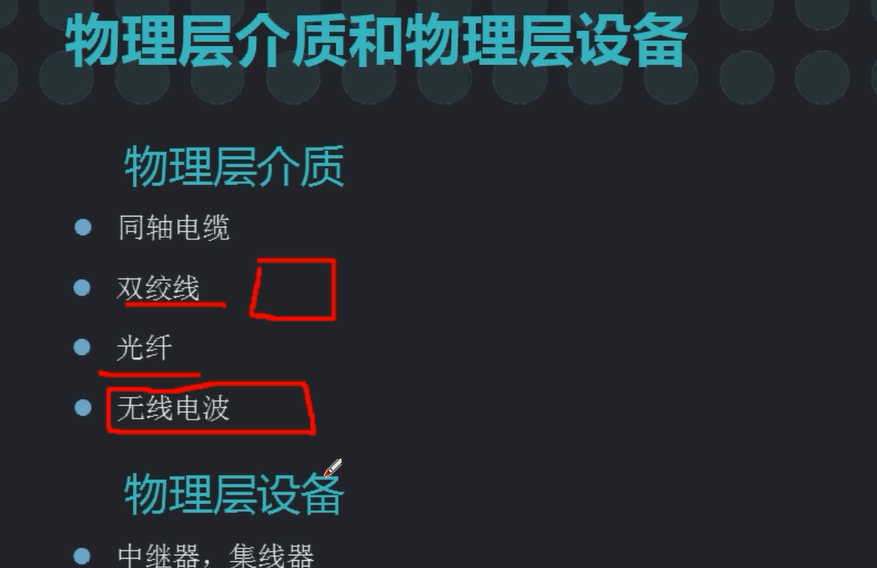 物理层介质和物理层设备
物理层介质
同轴电缆
双绞线
光纤
无线电波
物理层设备
中继器，集线器